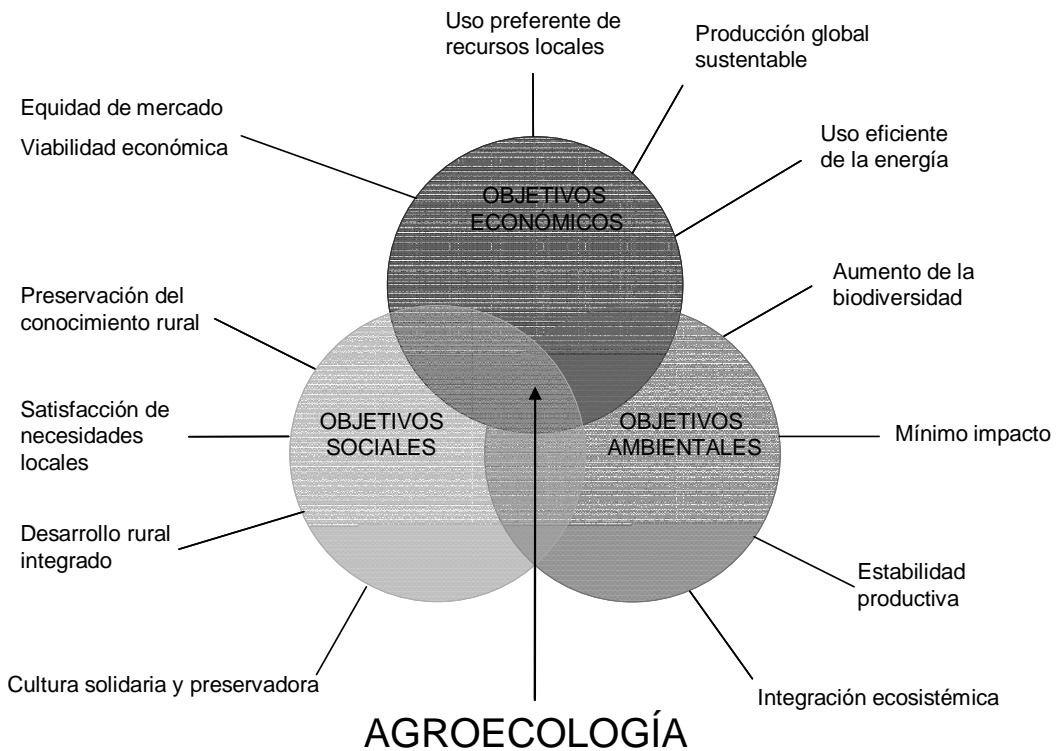 Uso preferente de
recursos locales
Producción global
sustentable
Equidad de mercado
Viabilidad económica
Uso eficiente
de la energía
OBJETIVOS
ECONÓMICOS
Aumento de la
biodiversidad
Preservación del
conocimiento rural
Satisfacción de
necesidades
locales
OBJETIVOS
SOCIALES
OBJETIVOS
AMBIENTALES
Mínimo impacto
Desarrollo rural
integrado
Estabilidad
productiva
Cultura solidaria y preservadora
Integración ecosistémica
AGROECOLOGÍA